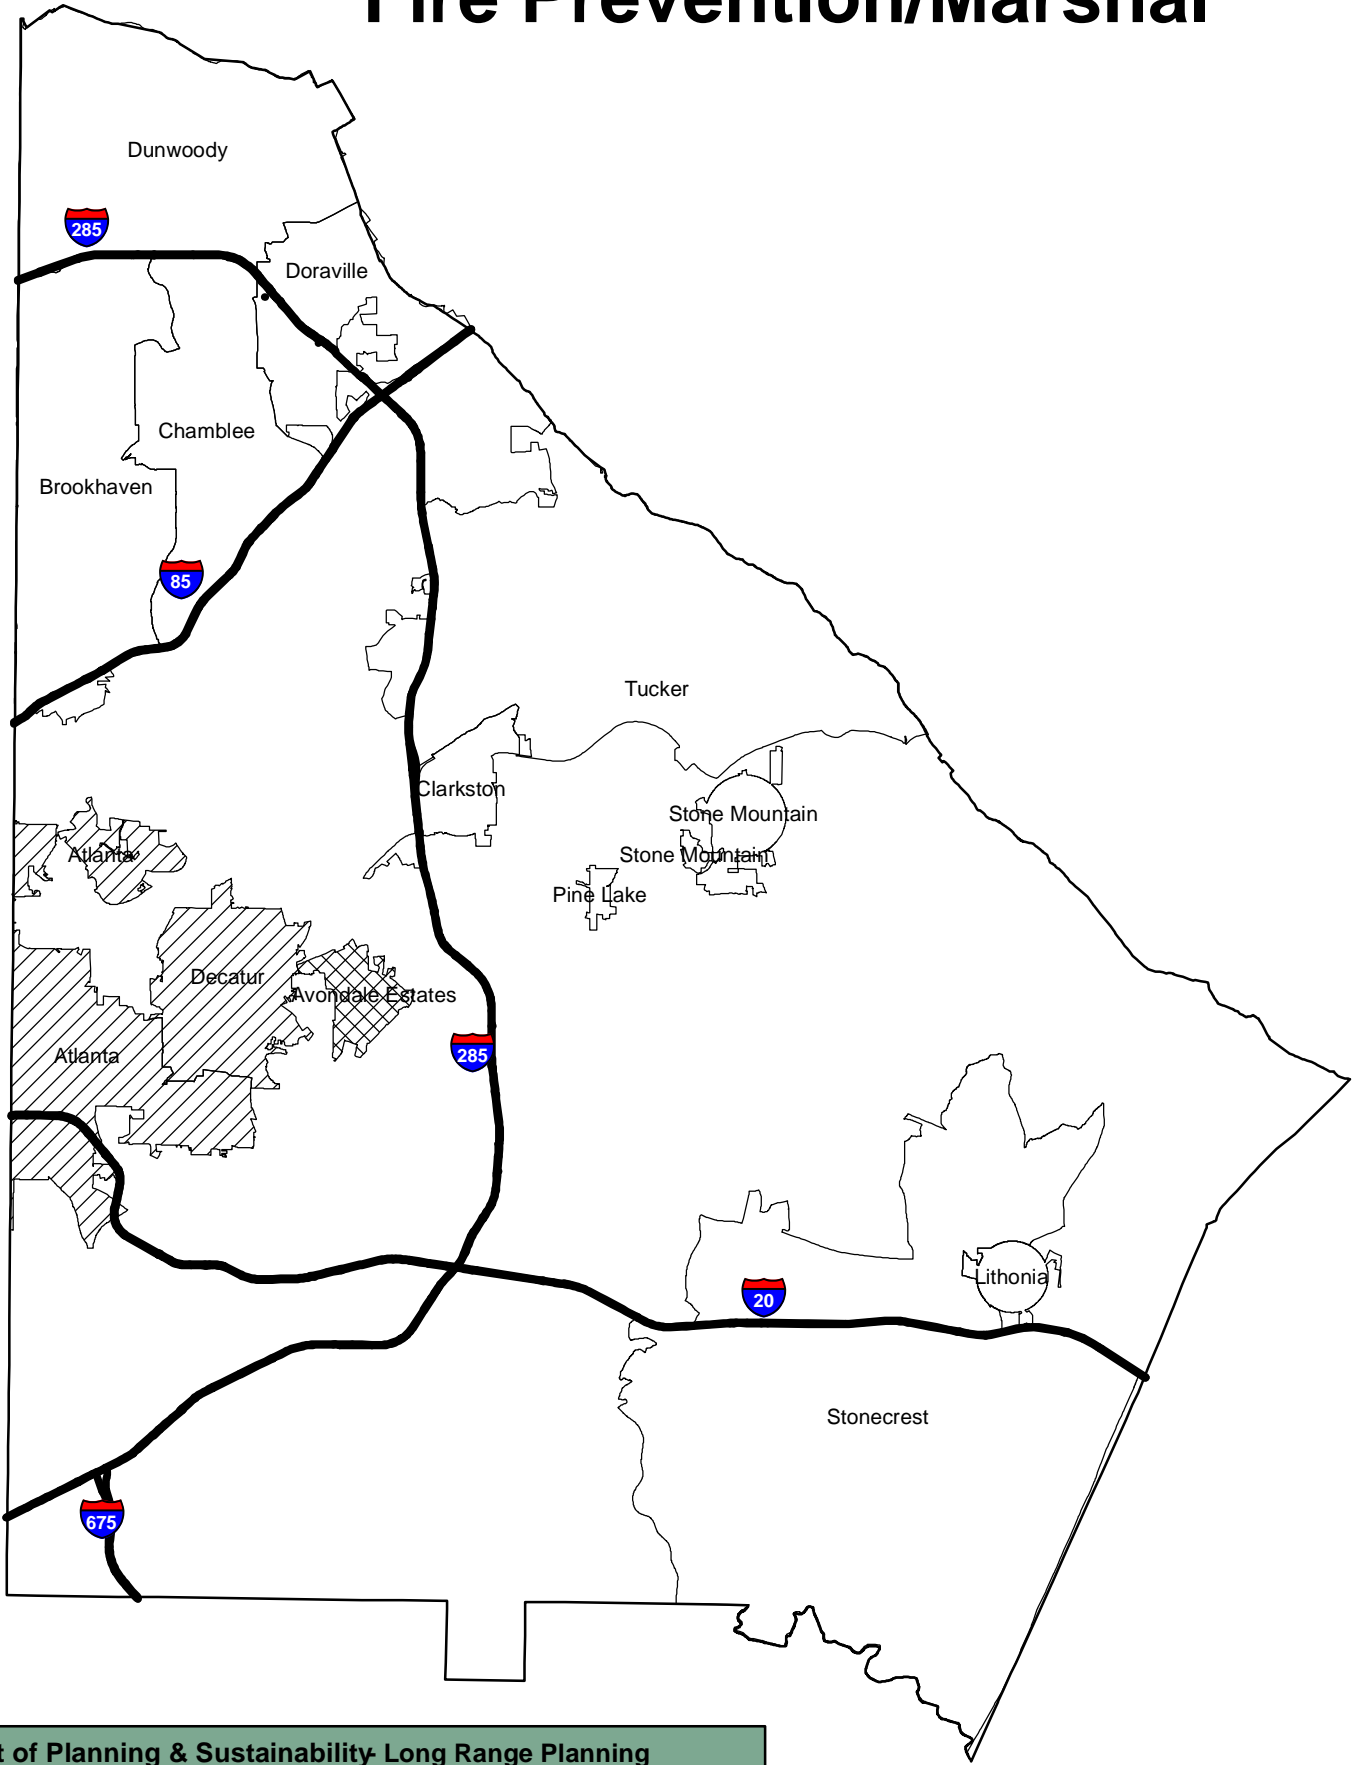 Fire Prevention/Marshal
Dunwoody
285
Doraville
Chamblee
Brookhaven
85
Tucker
Clarkston
Stone Mountain
Atlanta
Stone Mountain
Pine Lake
Decatur
Avondale Estates
Atlanta
285
Lithonia
20
Stonecrest
675
t of Planning & Sustainability- Long Range Planning